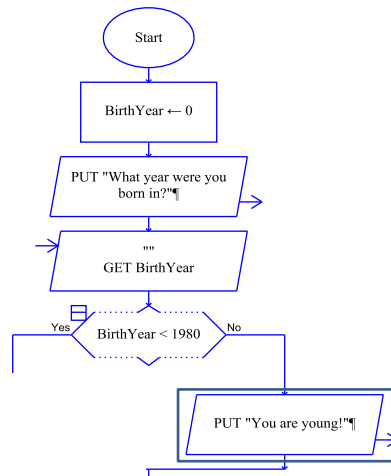 Start
BirthYear ← 0
PUT "What year were you
born in?"¶
""
GET BirthYear
Yes
BirthYear < 1980
No
PUT "You are young!"¶